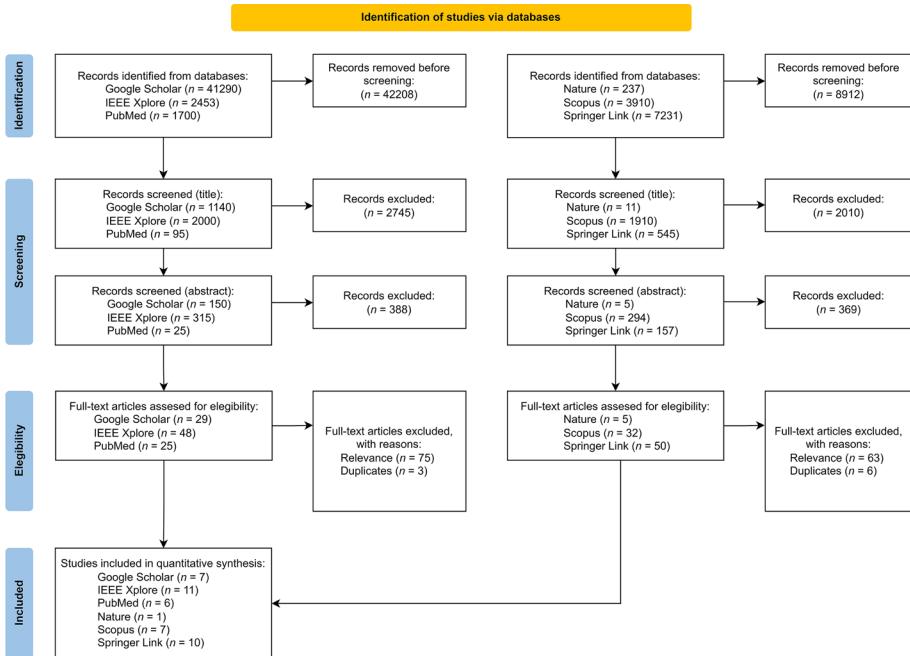 Identification of studies via databases
Identification
Records identified from databases:
Google Scholar (n = 41290)
IEEE Xplore (n = 2453)
PubMed (n = 1700)
Records removed before
screening:
(n = 42208)
Records identified from databases:
Nature (n = 237)
Scopus (n = 3910)
Springer Link (n = 7231)
Records removed before
screening:
(n = 8912)
Screening
Records screened (title):
Google Scholar (n = 1140)
IEEE Xplore (n = 2000)
PubMed (n = 95)
Records excluded:
(n = 2745)
Records screened (title):
Nature (n = 11)
Scopus (n = 1910)
Springer Link (n = 545)
Records excluded:
(n = 2010)
Records screened (abstract):
Google Scholar (n = 150)
IEEE Xplore (n = 315)
PubMed (n = 25)
Records excluded:
(n = 388)
Records screened (abstract):
Nature (n = 5)
Scopus (n = 294)
Springer Link (n = 157)
Records excluded:
(n = 369)
Elegibility
Full-text articles assesed for elegibility:
Google Scholar (n = 29)
IEEE Xplore (n = 48)
PubMed (n = 25)
Full-text articles excluded,
with reasons:
Relevance (n = 75)
Duplicates (n = 3)
Full-text articles assesed for elegibility:
Nature (n = 5)
Scopus (n = 32)
Springer Link (n = 50)
Full-text articles excluded,
with reasons:
Relevance (n = 63)
Duplicates (n = 6)
Included
Studies included in quantitative synthesis:
Google Scholar (n = 7)
IEEE Xplore (n = 11)
PubMed (n = 6)
Nature (n = 1)
Scopus (n = 7)
Springer Link (n = 10)